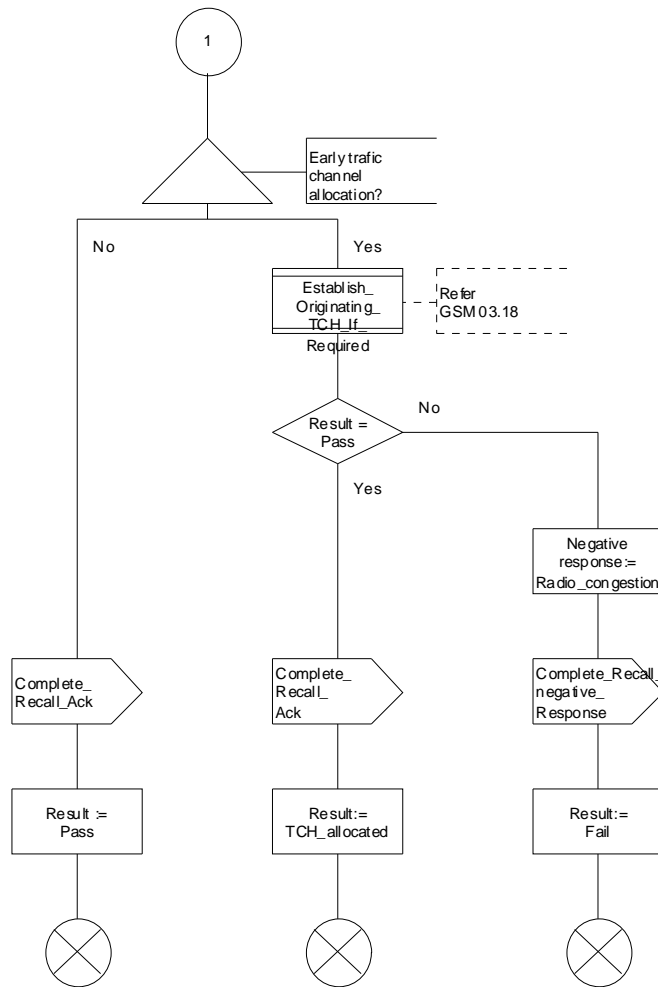 1
Early trafic
channel
allocation?
No
Yes
Establish_
Originating_
TCH_If_
Required
Refer
GSM 03.18
Result =
Pass
No
Yes
Negative
response:=
Radio_congestion
Complete_
Recall_Ack
Complete_
Recall_
Ack
Complete_Recall_
negative_
Response
Result :=
Pass
Result:=
TCH_allocated
Result:=
Fail